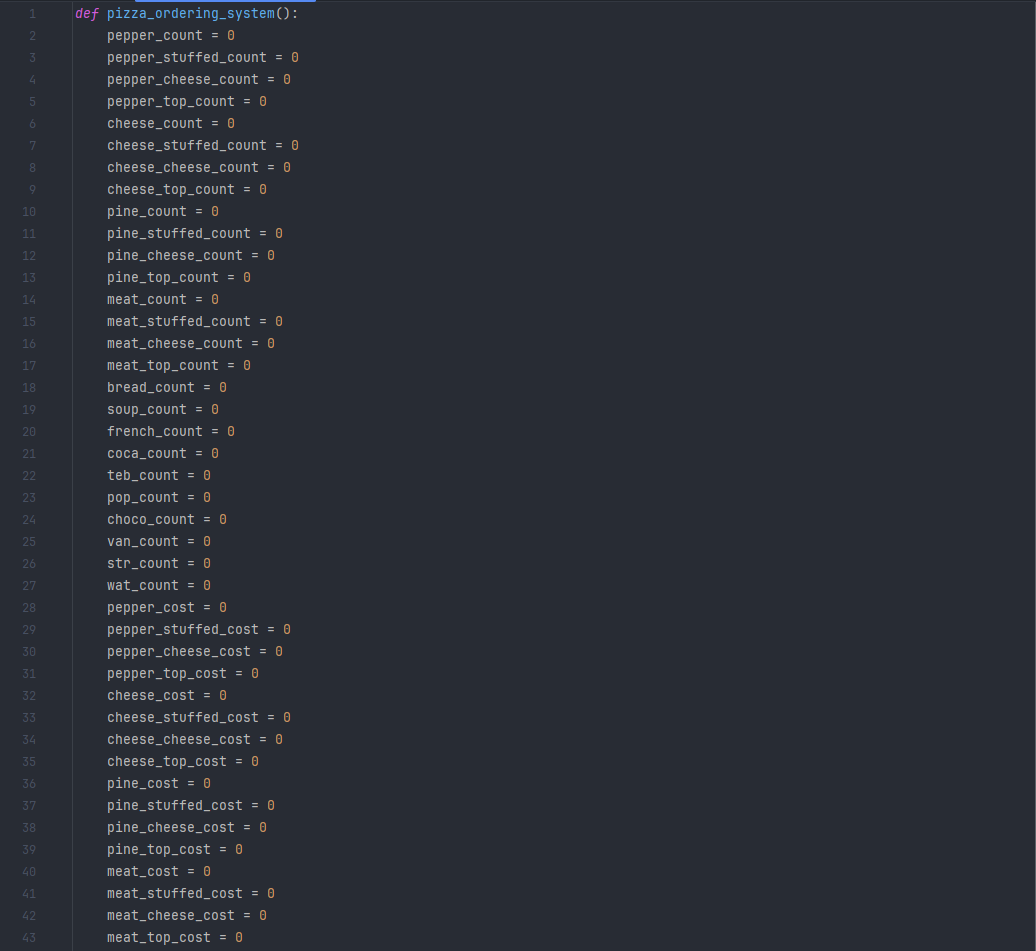 1 def pizza_ordering_system():
2 pepper_count = 0
3 pepper_stuffed_count = 0
4 pepper_cheese_count = 0
5 pepper_top_count = 0
6 cheese_count = 0
7 cheese_stuffed_count = 0
8 cheese_cheese_count = 0
9 cheese_top_count = 0
10 pine_count = 0
11 pine_stuffed_count = 0
12 pine_cheese_count = 0
13 pine_top_count = 0
14 meat_count = 0
15 meat_stuffed_count = 0
16 meat_cheese_count = 0
17 meat_top_count = 0
18 bread_count = 0
19 soup_count = 0
20 french_count = 0
21 coca_count = 0
22 teb_count = 0
23 pop_count = 0
24 choco_count = 0
25 van_count = 0
26 str_count = 0
27 wat_count = 0
28 pepper_cost = 0
29 pepper_stuffed_cost = 0
30 pepper_cheese_cost = 0
31 pepper_top_cost = 0
32 cheese_cost = 0
33 cheese_stuffed_cost = 0
34 cheese_cheese_cost = 0
35 cheese_top_cost = 0
36 pine_cost = 0
37 pine_stuffed_cost = 0
38 pine_cheese_cost = 0
39 pine_top_cost = 0
40 meat_cost = 0
41 meat_stuffed_cost = 0
42 meat_cheese_cost = 0
43 meat_top_cost = 0